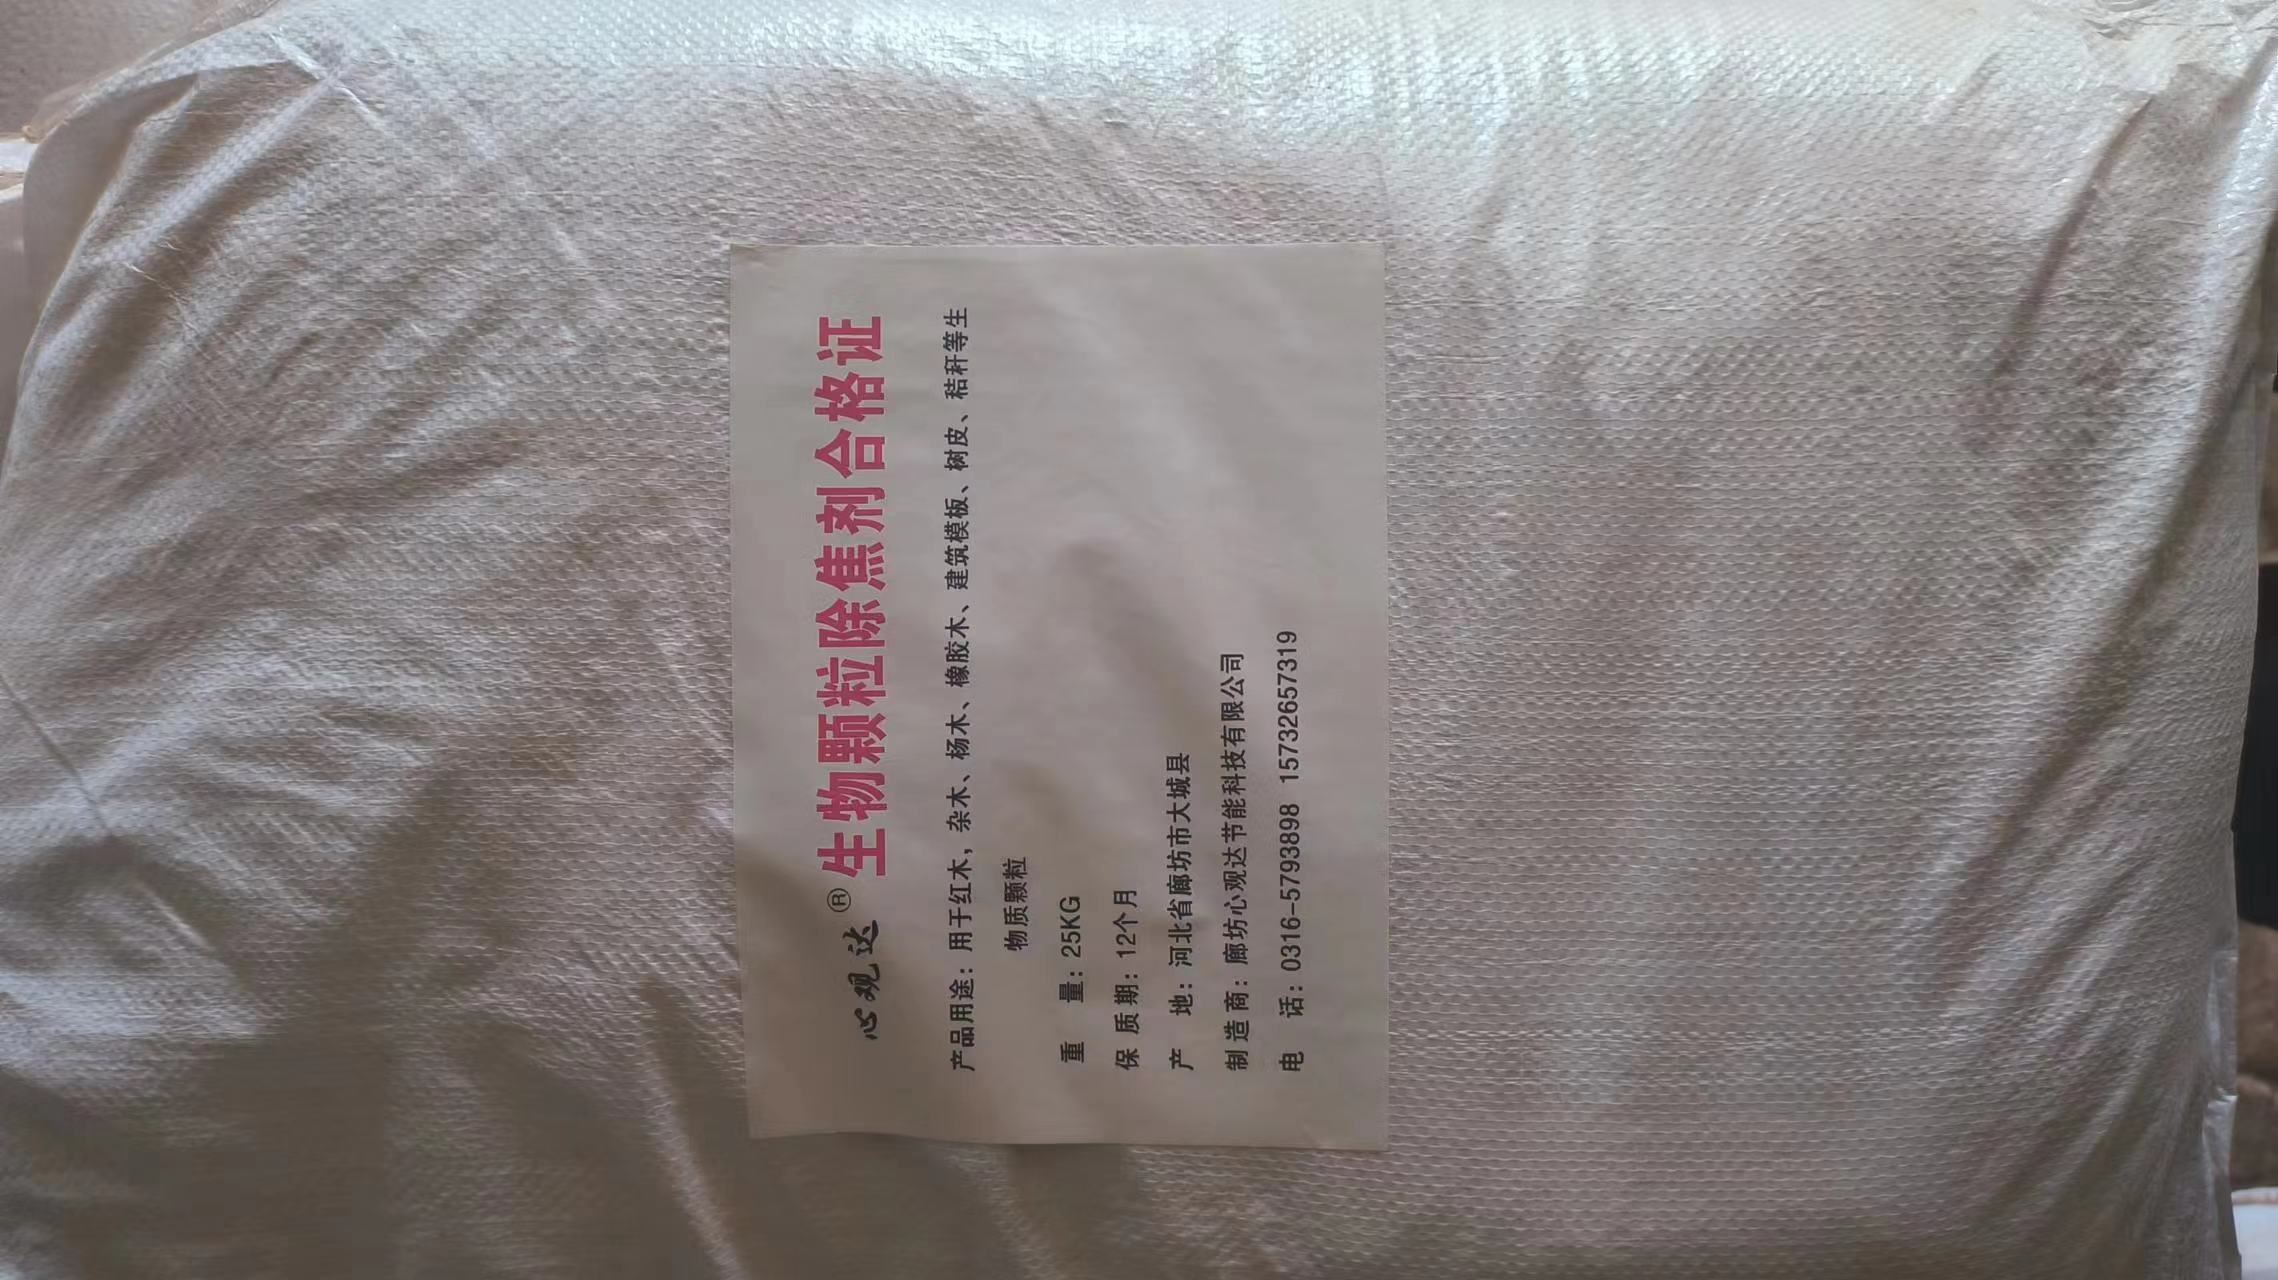 心观达® 生物颗粒除焦剂合格证
产品用途：用于红木，杂木、杨木、橡胶木、建筑模板、树皮、秸秆等生
物质颗粒
重 量：25KG
保 质 期：12个月
产 地：河北省廊坊市大城县
制 造 商：廊坊心观达节能科技有限公司
电 话：0316-5793898 15732657319